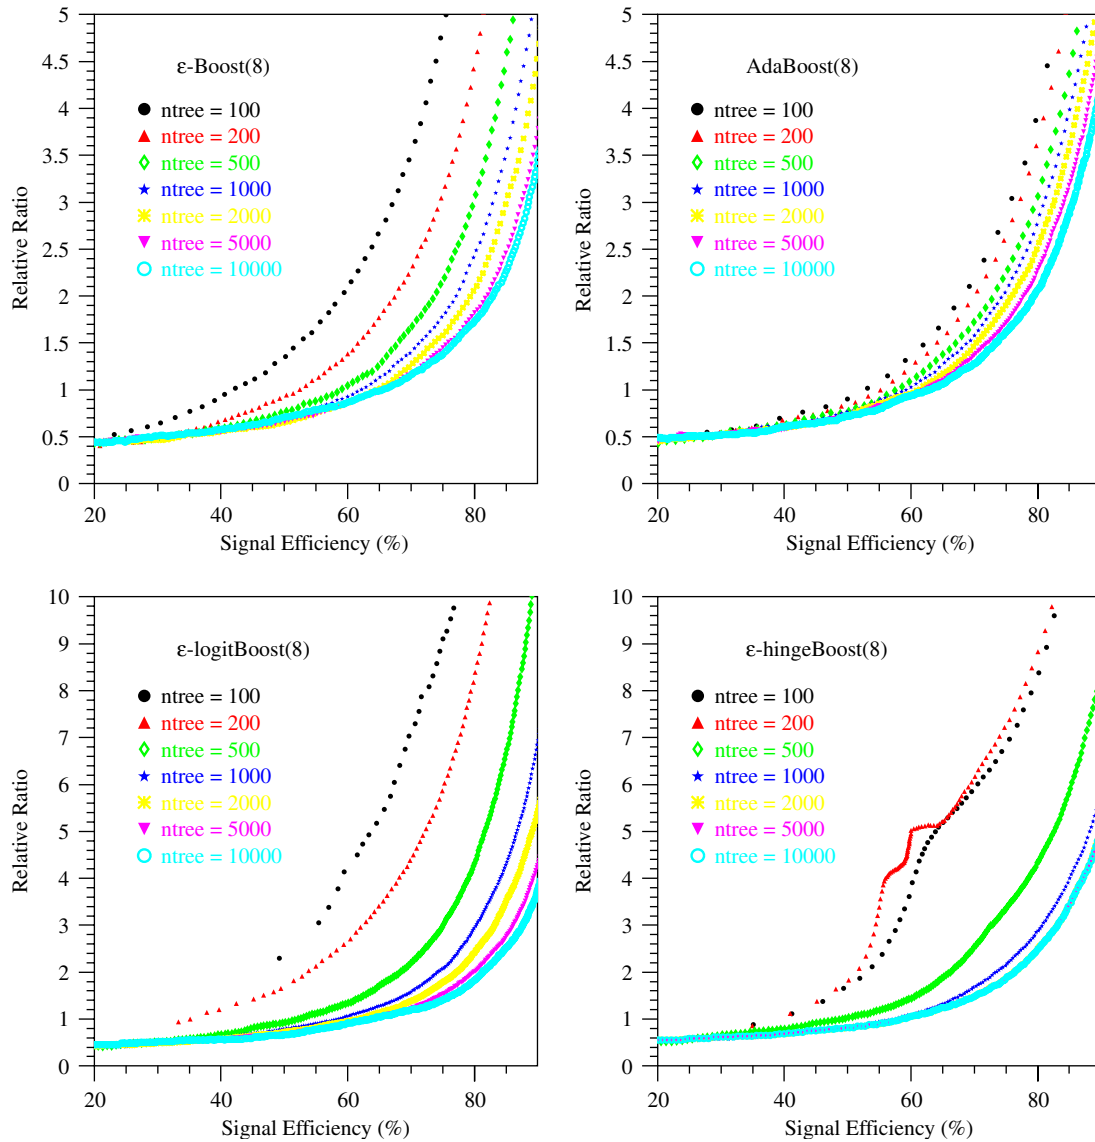 5
4.5
4
3.5
3
2.5
2
1.5
1
0.5
0
Relative Ratio
ε-Boost(8)
ntree = 100
ntree = 200
ntree = 500
ntree = 1000
ntree = 2000
ntree = 5000
ntree = 10000
20 40 60 80
Signal Efficiency (%)
5
4.5
4
3.5
3
2.5
2
1.5
1
0.5
0
Relative Ratio
AdaBoost(8)
ntree = 100
ntree = 200
ntree = 500
ntree = 1000
ntree = 2000
ntree = 5000
ntree = 10000
20 40 60 80
Signal Efficiency (%)
10
9
8
7
6
5
4
3
2
1
0
Relative Ratio
ε-logitBoost(8)
ntree = 100
ntree = 200
ntree = 500
ntree = 1000
ntree = 2000
ntree = 5000
ntree = 10000
20 40 60 80
Signal Efficiency (%)
10
9
8
7
6
5
4
3
2
1
0
Relative Ratio
ε-hingeBoost(8)
ntree = 100
ntree = 200
ntree = 500
ntree = 1000
ntree = 2000
ntree = 5000
ntree = 10000
20 40 60 80
Signal Efficiency (%)